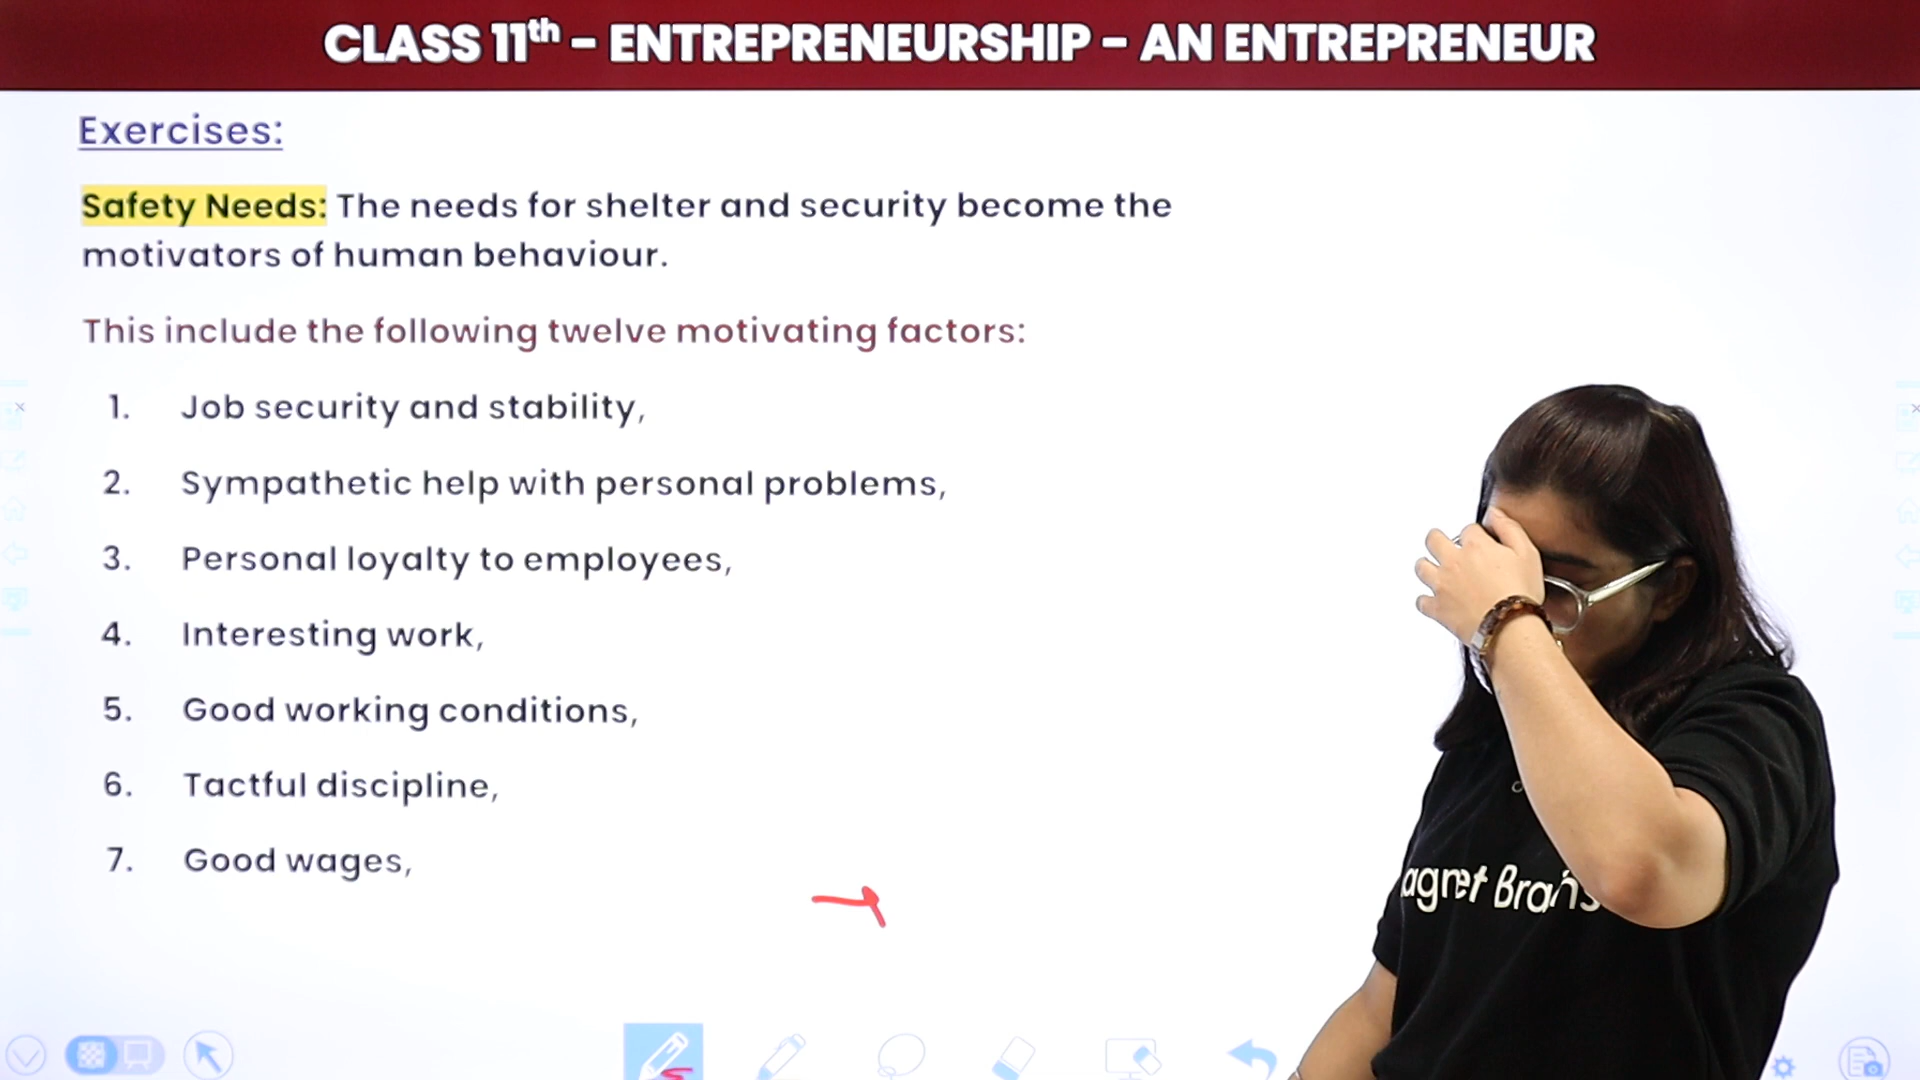 CLASS 11th - ENTREPRENEURSHIP - AN ENTREPRENEUR
Exercises:
Safety Needs: The needs for shelter and security become the
motivators of human behaviour.
This include the following twelve motivating factors:
1. Job security and stability,
2. Sympathetic help with personal problems,
3. Personal loyalty to employees,
4. Interesting work,
5. Good working conditions,
6. Tactful discipline,
7. Good wages,
agnet Brains